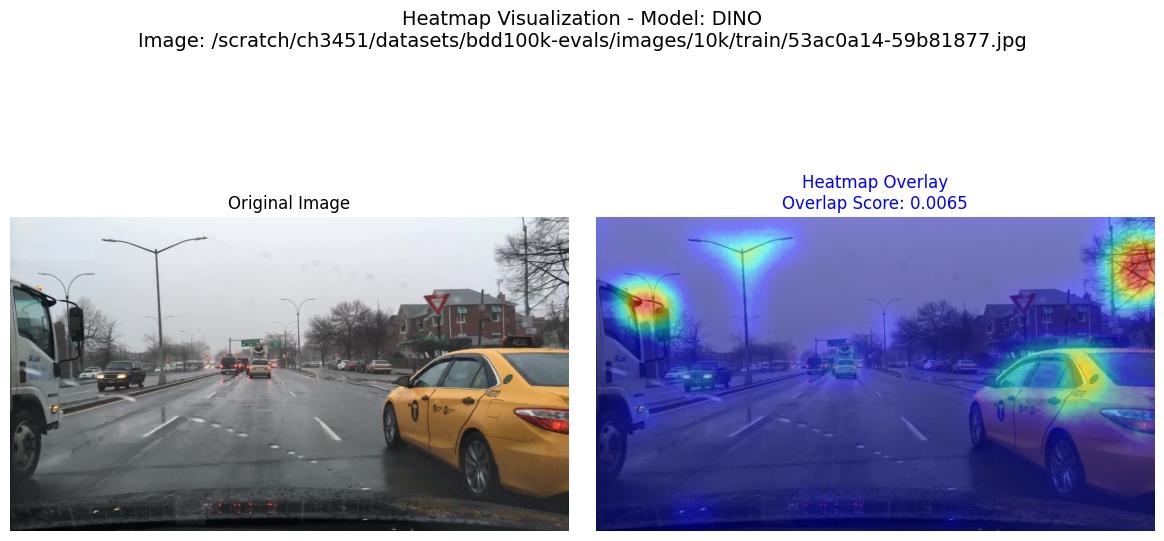 Heatmap Visualization - Model: DINO
Image: /scratch/ch3451/datasets/bdd100k-evals/images/10k/train/53ac0a14-59b81877.jpg
Original Image
Heatmap Overlay
Overlap Score: 0.0065